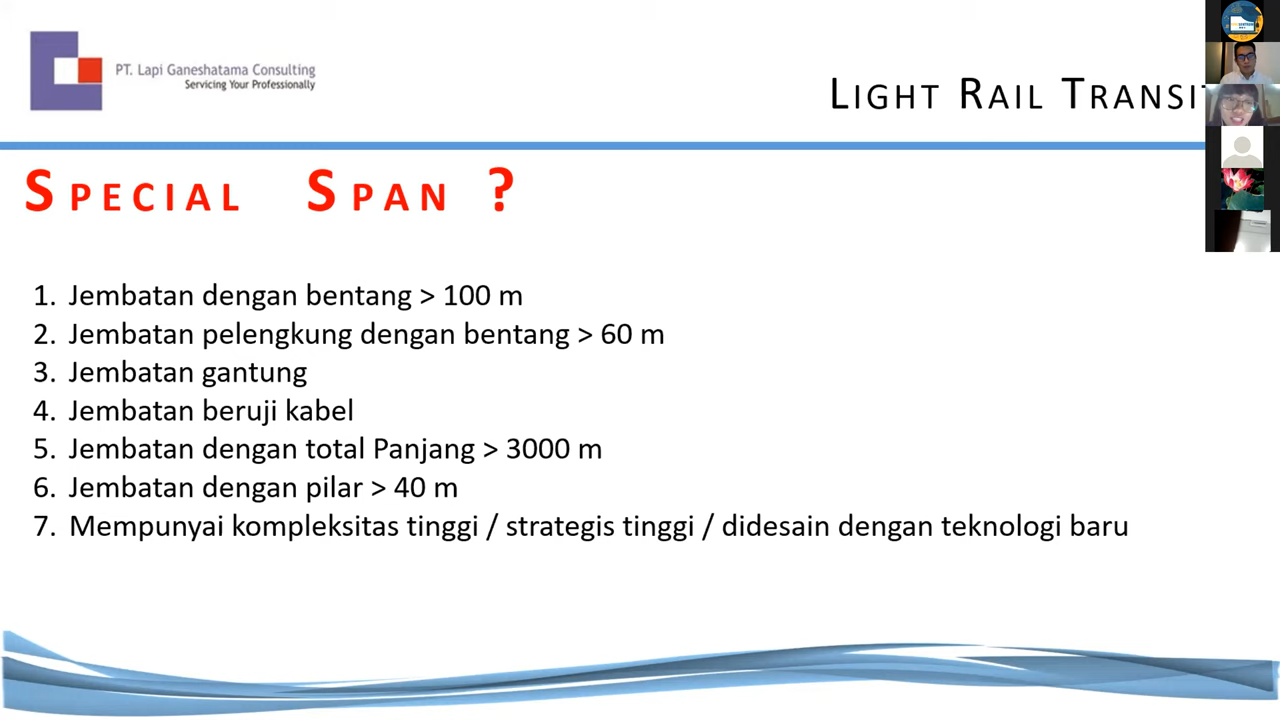 PT. Lapi Ganeshatama Consulting
Servicing Your Professionally
LIGHT RAIL TRANSIT
SPECIAL SPAN ?
1. Jembatan dengan bentang > 100 m
2. Jembatan pelengkung dengan bentang > 60 m
3. Jembatan gantung
4. Jembatan beruji kabel
5. Jembatan dengan total Panjang > 3000 m
6. Jembatan dengan pilar > 40 m
7. Mempunyai kompleksitas tinggi / strategis tinggi / didesain dengan teknologi baru